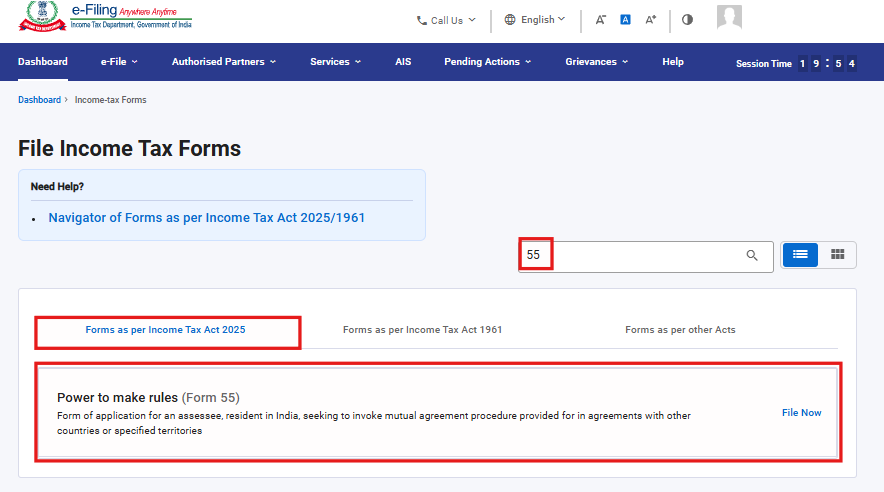 e-Filing Anywhere Anytime
Income Tax Department, Government of India
Call Us
English
A-
A
A+
Dashboard
e-File
Authorised Partners
Services
AIS
Pending Actions
Grievances
Help
Session Time 1 9 : 5 4
Dashboard › Income-tax Forms
File Income Tax Forms
Need Help?
• Navigator of Forms as per Income Tax Act 2025/1961
55
Forms as per Income Tax Act 2025
Forms as per Income Tax Act 1961
Forms as per other Acts
Power to make rules (Form 55)
Form of application for an assessee, resident in India, seeking to invoke mutual agreement procedure provided for in agreements with other
countries or specified territories
File Now